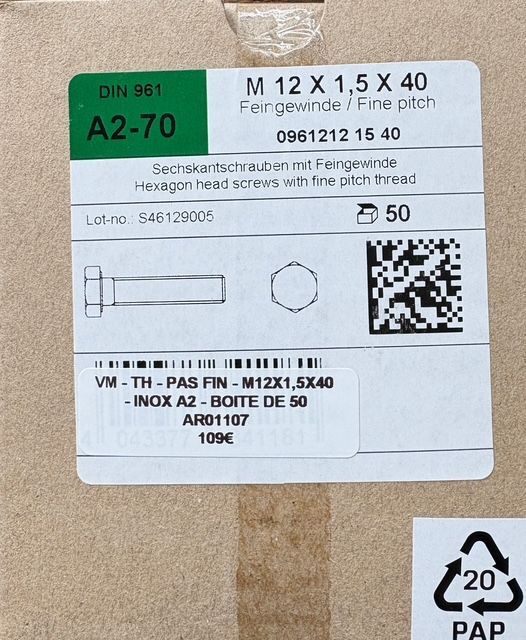 DIN 961
A2-70
M 12 X 1,5 X 40
Feingewinde / Fine pitch
0961212 15 40
Sechskantschrauben mit Feingewinde
Hexagon head screws with fine pitch thread
Lot-no.: S46129005
50
VM - TH - PAS FIN - M12X1,5X40
- INOX A2 - BOITE DE 50
AR01107
109€
20
PAP